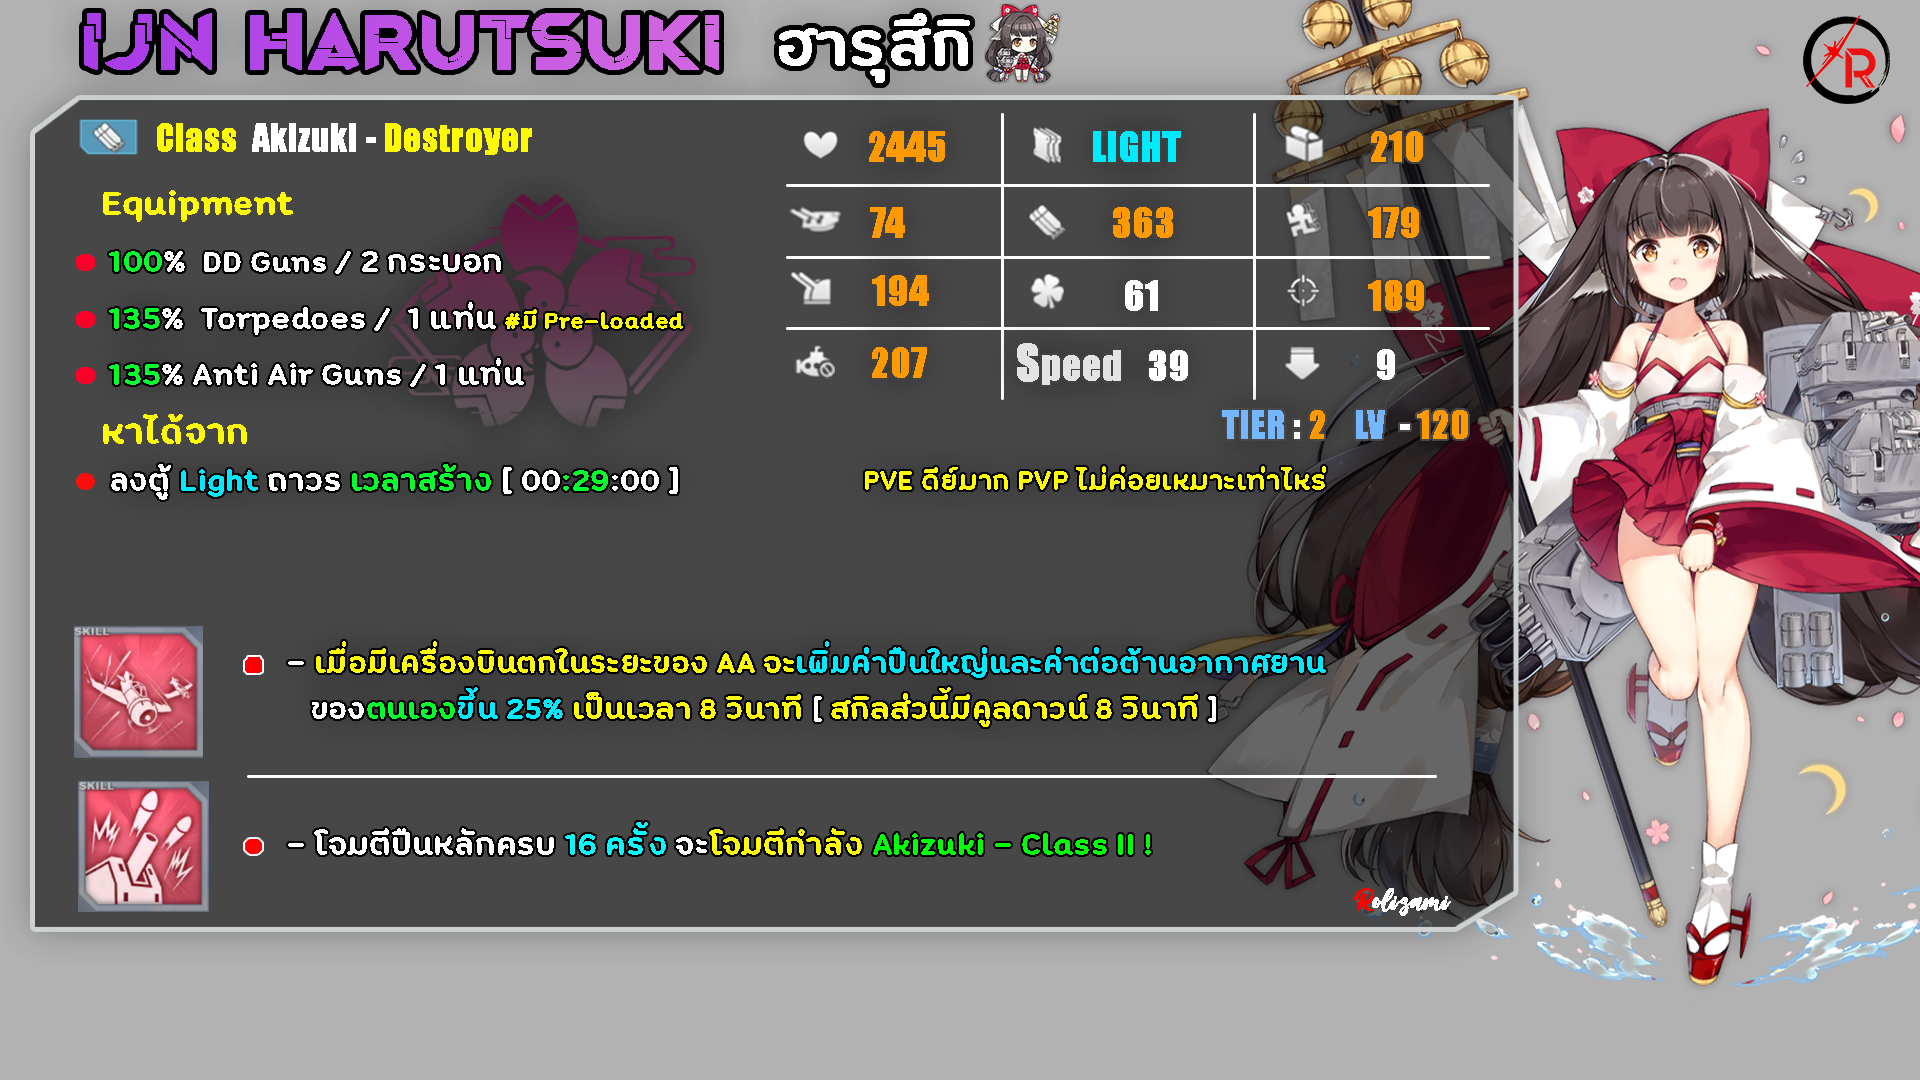 IJN HARUTSUKI ฮารุสึกิ
R
Class Akizuki - Destroyer
Equipment
100% DD Guns / 2 กระบอก
135% Torpedoes / 1 แท่น #มี Pre-loaded
135% Anti Air Guns / 1 แท่น
หาได้จาก
ลงตู้ Light ถาวร เวลาสร้าง [ 00:29:00 ]
2445 LIGHT 210
74 363 179
194 61 189
207 Speed 39 9
TIER : 2 LV - 120
PVE ดีย์มาก PVP ไม่ค่อยเหมาะเท่าไหร่
SKILL
- เมื่อมีเครื่องบินตกในระยะของ AA จะเพิ่มค่าปืนใหญ่และค่าต่อต้านอากาศยาน
ของตนเองขึ้น 25% เป็นเวลา 8 วินาที [ สกิลส่วนนี้มีคูลดาวน์ 8 วินาที ]
SKILL
- โจมตีปืนหลักครบ 16 ครั้ง จะโจมตีกำลัง Akizuki - Class II !
Rolizami